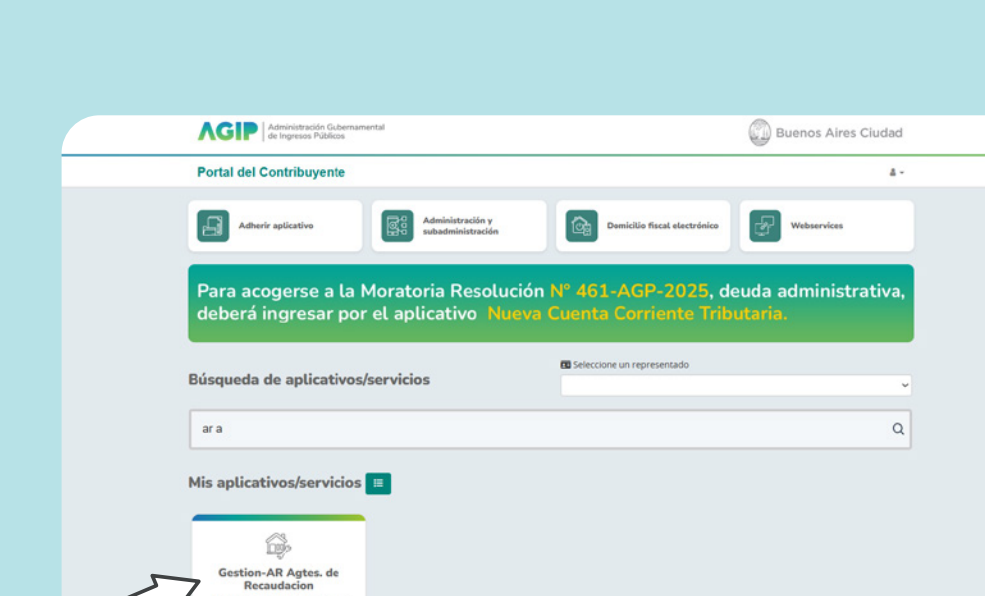 AGIP Administración Gubernamental
de Ingresos Públicos
Buenos Aires Ciudad
Portal del Contribuyente
Adherir aplicativo
Administración y
subadministración
Domicilio fiscal electrónico
Webservices
Para acogerse a la Moratoria Resolución N° 461-AGP-2025, deuda administrativa,
deberá ingresar por el aplicativo Nueva Cuenta Corriente Tributaria.
Seleccione un representado
Búsqueda de aplicativos/servicios
ar a
Mis aplicativos/servicios
Gestion-AR Agtes. de
Recaudacion